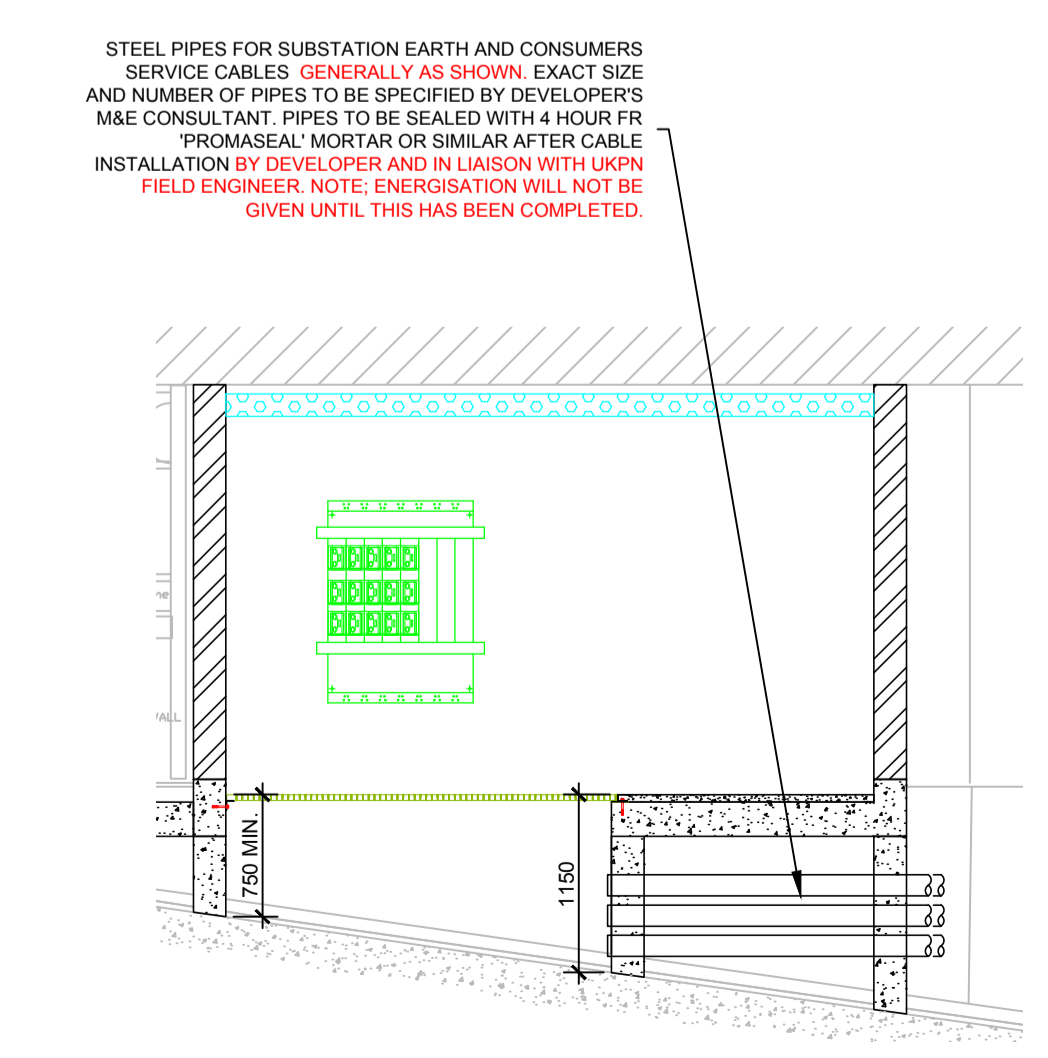 STEEL PIPES FOR SUBSTATION EARTH AND CONSUMERS
SERVICE CABLES GENERALLY AS SHOWN. EXACT SIZE
AND NUMBER OF PIPES TO BE SPECIFIED BY DEVELOPER'S
M&E CONSULTANT. PIPES TO BE SEALED WITH 4 HOUR FR
'PROMASEAL' MORTAR OR SIMILAR AFTER CABLE
INSTALLATION BY DEVELOPER AND IN LIAISON WITH UKPN
FIELD ENGINEER. NOTE; ENERGISATION WILL NOT BE
GIVEN UNTIL THIS HAS BEEN COMPLETED.
750 MIN.
1150